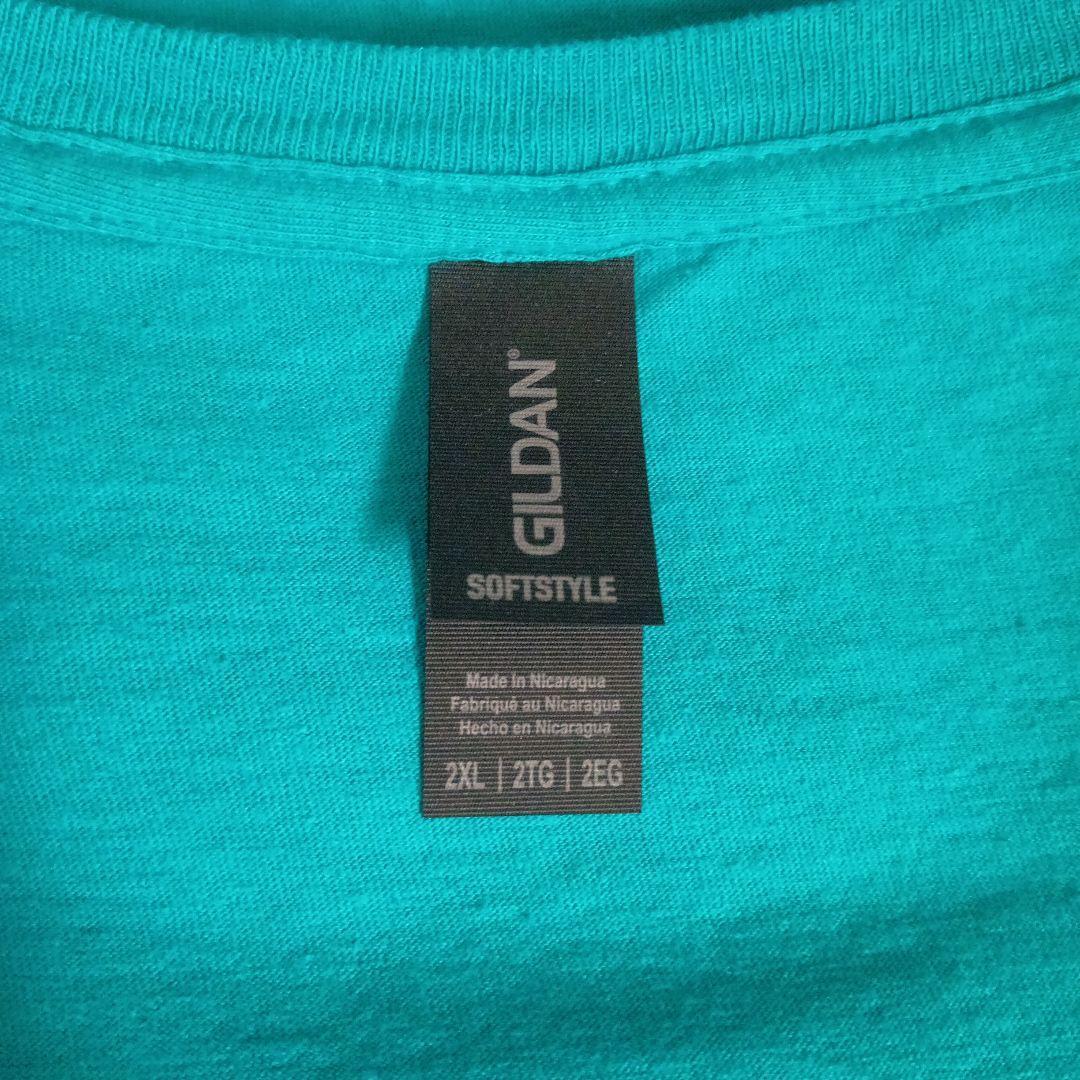 GILDAN®
SOFTSTYLE
Made in Nicaragua
Fabriqué au Nicaragua
Hecho en Nicaragua
2XL | 2TG | 2EG